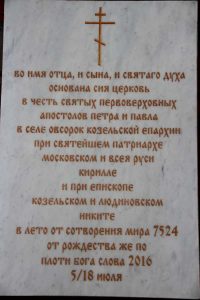 во имя отца, и сына, и святаго духа
основана сия церковь
в честь святых первоверховных
апостолов петра и павла
в селе овсорок козельской епархии
при святейшем патриархе
московском и всея руси
кирилле
и при епископе
козельском и людиновском
никите
в лето от сотворения мира 7524
от рождества же по
плоти бога слова 2016
5/18 июля